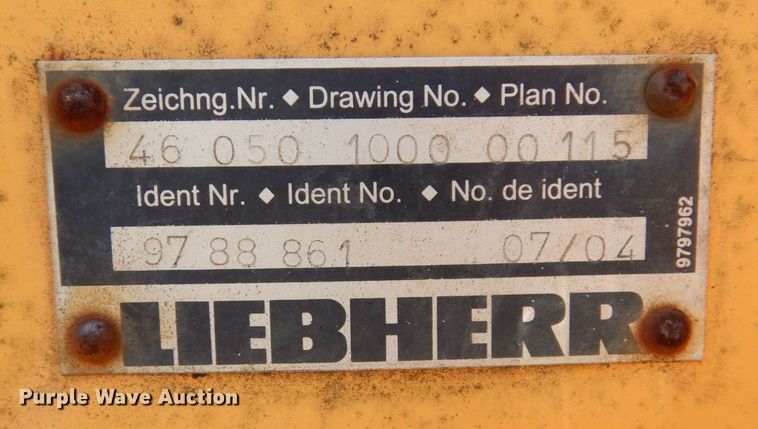 Zeichng.Nr. ◆ Drawing No. ◆ Plan No.
46 050 1000 00 115
Ident Nr. ◆ Ident No. ◆ No. de ident
97 88 861 07/04
9797962
LIEBHERR
Purple Wave Auction